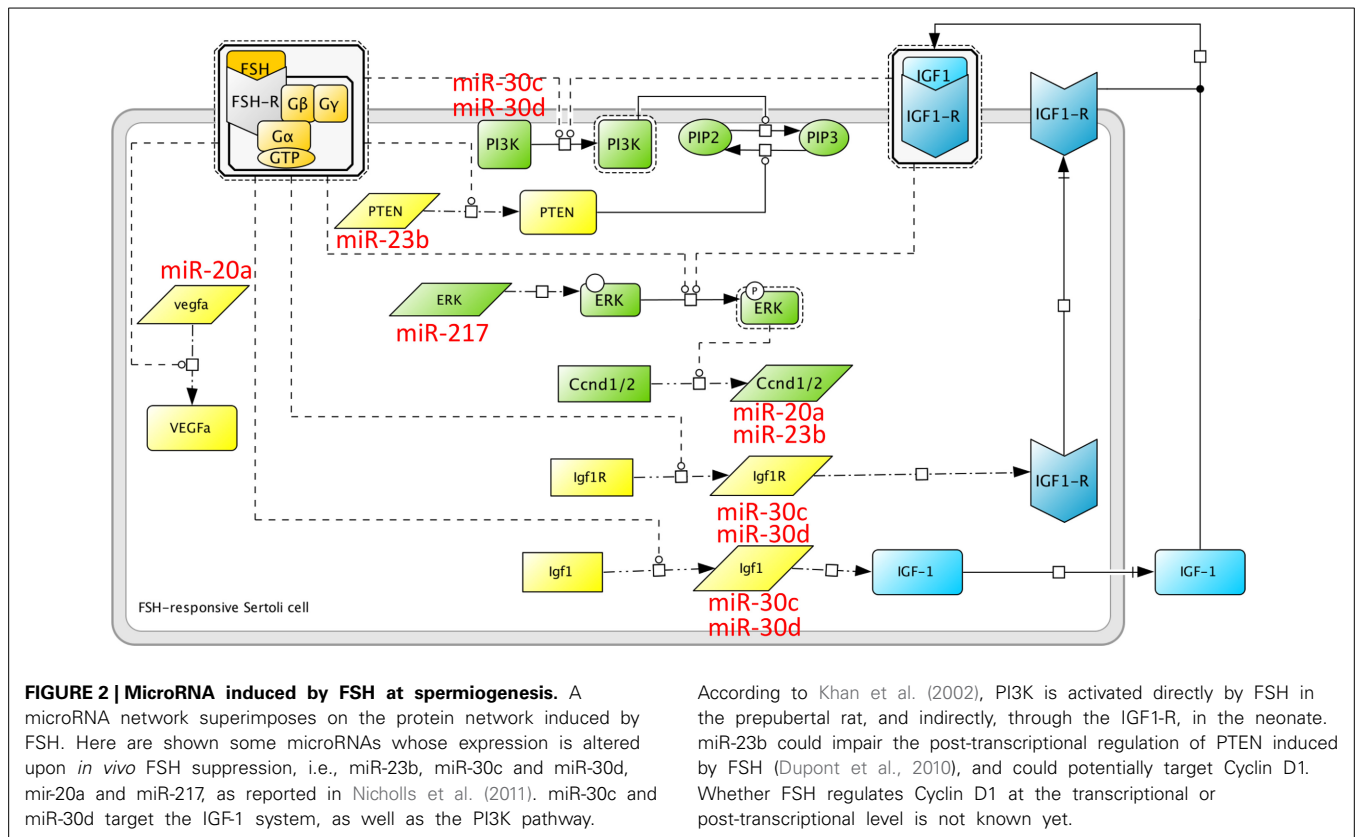 FSH
FSH-R
Gβ
Gγ
Gα
GTP
miR-30c
miR-30d
PI3K
PI3K
PIP2
PIP3
IGF1
IGF1-R
IGF1-R
PTEN
PTEN
miR-23b
miR-20a
vegfa
VEGFa
ERK
miR-217
ERK
P
ERK
Ccnd1/2
Ccnd1/2
miR-20a
miR-23b
Igf1R
Igf1R
miR-30c
miR-30d
IGF1-R
Igf1
Igf1
miR-30c
miR-30d
IGF-1
IGF-1
FSH-responsive Sertoli cell
FIGURE 2 | MicroRNA induced by FSH at spermiogenesis. A
microRNA network superimposes on the protein network induced by
FSH. Here are shown some microRNAs whose expression is altered
upon in vivo FSH suppression, i.e., miR-23b, miR-30c and miR-30d,
mir-20a and miR-217, as reported in Nicholls et al. (2011). miR-30c and
miR-30d target the IGF-1 system, as well as the PI3K pathway.
According to Khan et al. (2002), PI3K is activated directly by FSH in
the prepubertal rat, and indirectly, through the IGF1-R, in the neonate.
miR-23b could impair the post-transcriptional regulation of PTEN induced
by FSH (Dupont et al., 2010), and could potentially target Cyclin D1.
Whether FSH regulates Cyclin D1 at the transcriptional or
post-transcriptional level is not known yet.